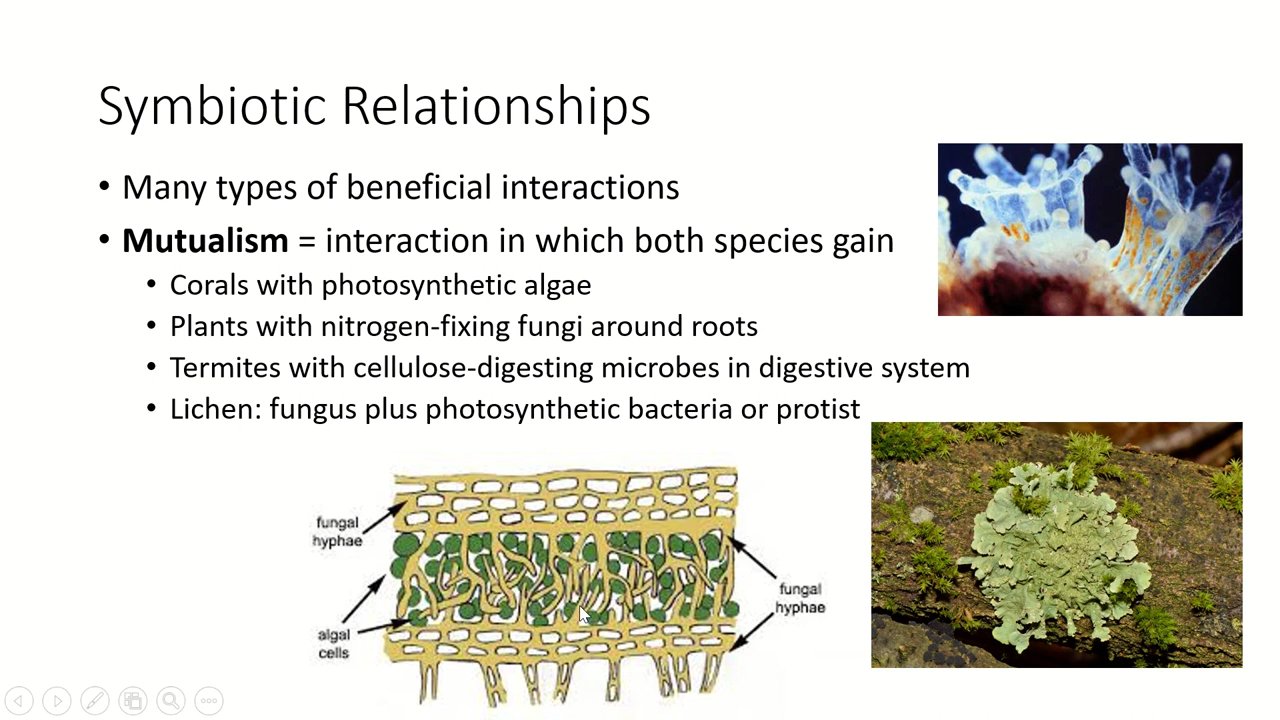 Symbiotic Relationships
• Many types of beneficial interactions
• Mutualism = interaction in which both species gain
• Corals with photosynthetic algae
• Plants with nitrogen-fixing fungi around roots
• Termites with cellulose-digesting microbes in digestive system
• Lichen: fungus plus photosynthetic bacteria or protist
fungal
hyphae
algal
cells
fungal
hyphae